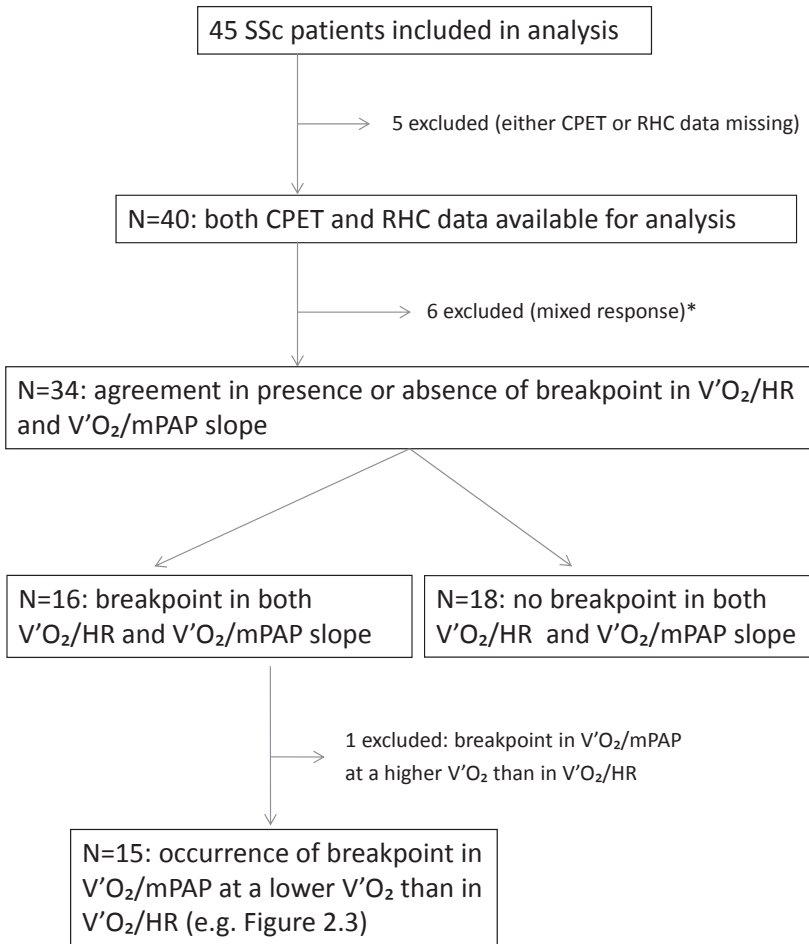 45 SSc patients included in analysis
5 excluded (either CPET or RHC data missing)
N=40: both CPET and RHC data available for analysis
6 excluded (mixed response)*
N=34: agreement in presence or absence of breakpoint in V’O₂/HR
and V’O₂/mPAP slope
N=16: breakpoint in both
V’O₂/HR and V’O₂/mPAP slope
N=18: no breakpoint in both
V’O₂/HR and V’O₂/mPAP slope
1 excluded: breakpoint in V’O₂/mPAP
at a higher V’O₂ than in V’O₂/HR
N=15: occurrence of breakpoint in
V’O₂/mPAP at a lower V’O₂ than in
V’O₂/HR (e.g. Figure 2.3)